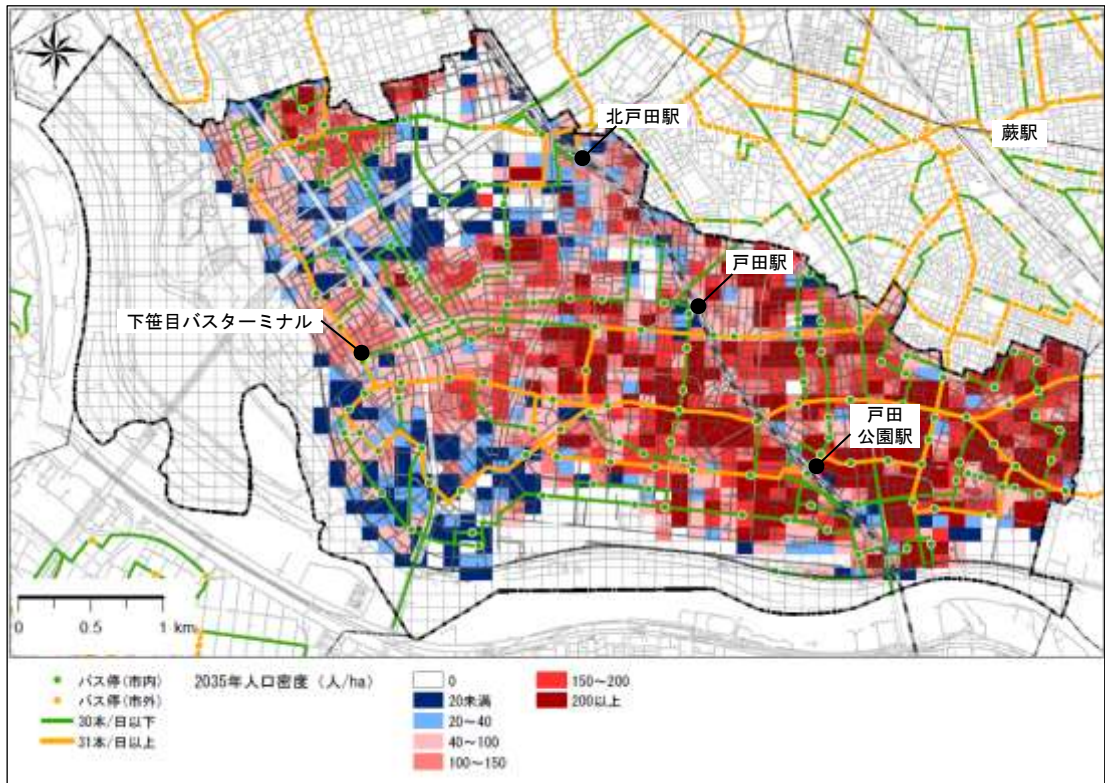 北戸田駅
蕨駅
戸田駅
下笹目バスターミナル
戸田
公園駅
0 0.5 1 km
バス停(市内)
バス停(市外)
30本/日以下
31本/日以上
2035年人口密度(人/ha)
0
20未満
20～40
40～100
100～150
150～200
200以上